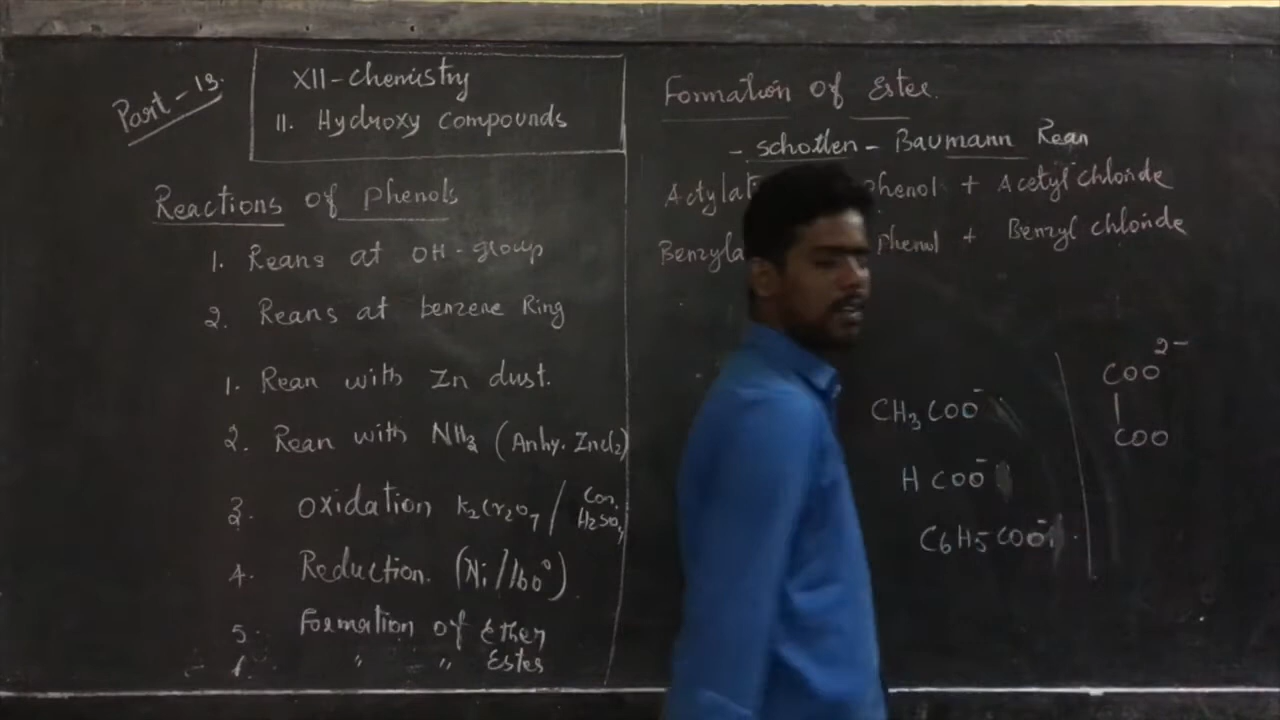 Part - 13.
XII - Chemistry
11. Hydroxy compounds
Reactions of phenols
1. Reans at OH - group
2. Reans at benzene Ring
1. Rean with Zn dust.
2. Rean with NH3 (Anhy. Zncl2)
3. Oxidation K2Cr2O7 / Con. H2SO4
4. Reduction. (Ni/160°)
5. Formation of Ether
6. " " Ester
Formation of Ester.
- Schotten - Baumann Rean
phenol + Acetyl chloride
phenol + Benzyl chloride
CH3COO-
HCOO-
C6H5COO-
COO 2-
|
COO